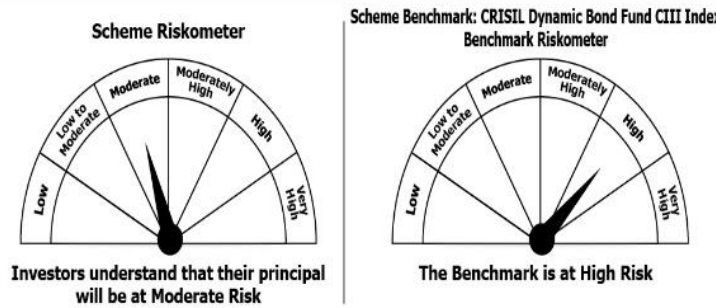 Scheme Riskometer
Low
Low to
Moderate
Moderate
Moderately
High
High
Very
High
Investors understand that their principal
will be at Moderate Risk
Scheme Benchmark: CRISIL Dynamic Bond Fund CIII Index
Benchmark Riskometer
Low
Low to
Moderate
Moderate
Moderately
High
High
Very
High
The Benchmark is at High Risk